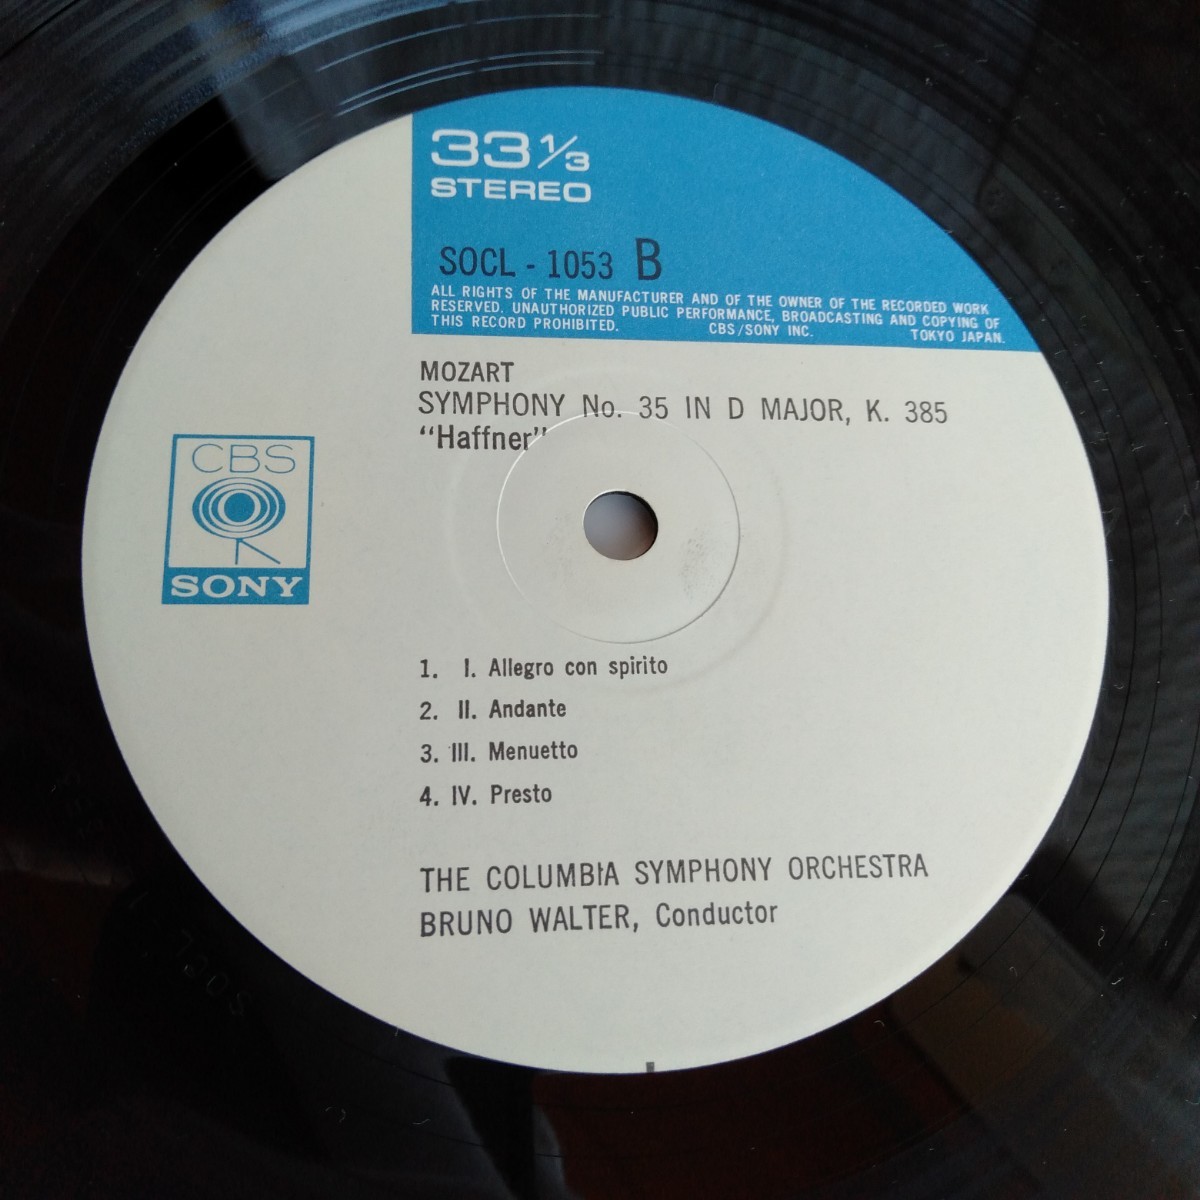 33 1/3
STEREO
SOCL - 1053 B
ALL RIGHTS OF THE MANUFACTURER AND OF THE OWNER OF THE RECORDED WORK
RESERVED. UNAUTHORIZED PUBLIC PERFORMANCE, BROADCASTING AND COPYING OF
THIS RECORD PROHIBITED. CBS/SONY INC. TOKYO JAPAN.
MOZART
SYMPHONY No. 35 IN D MAJOR, K. 385
“Haffner”
CBS
SONY
1. I. Allegro con spirito
2. II. Andante
3. III. Menuetto
4. IV. Presto
THE COLUMBIA SYMPHONY ORCHESTRA
BRUNO WALTER, Conductor